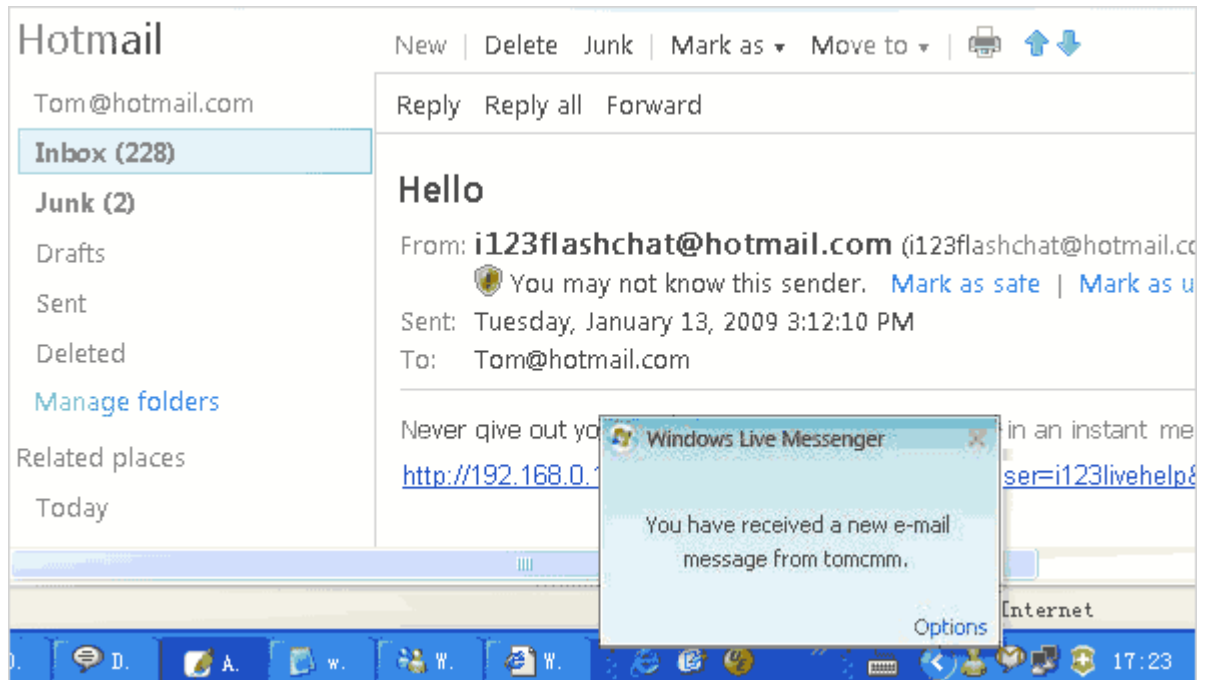 Hotmail
New | Delete Junk | Mark as ▾ Move to ▾ |
Tom@hotmail.com
Reply Reply all Forward
Inbox (228)
Junk (2)
Drafts
Sent
Deleted
Manage folders
Related places
Today
Hello
From: i123flashchat@hotmail.com (i123flashchat@hotmail.co
You may not know this sender. Mark as safe | Mark as u
Sent: Tuesday, January 13, 2009 3:12:10 PM
To: Tom@hotmail.com
Never give out yo
in an instant me
http://192.168.0.1
ser=i123livehelp&
Windows Live Messenger
You have received a new e-mail
message from tomcmm.
Options
Internet
D. A. w. W. W. 17:23